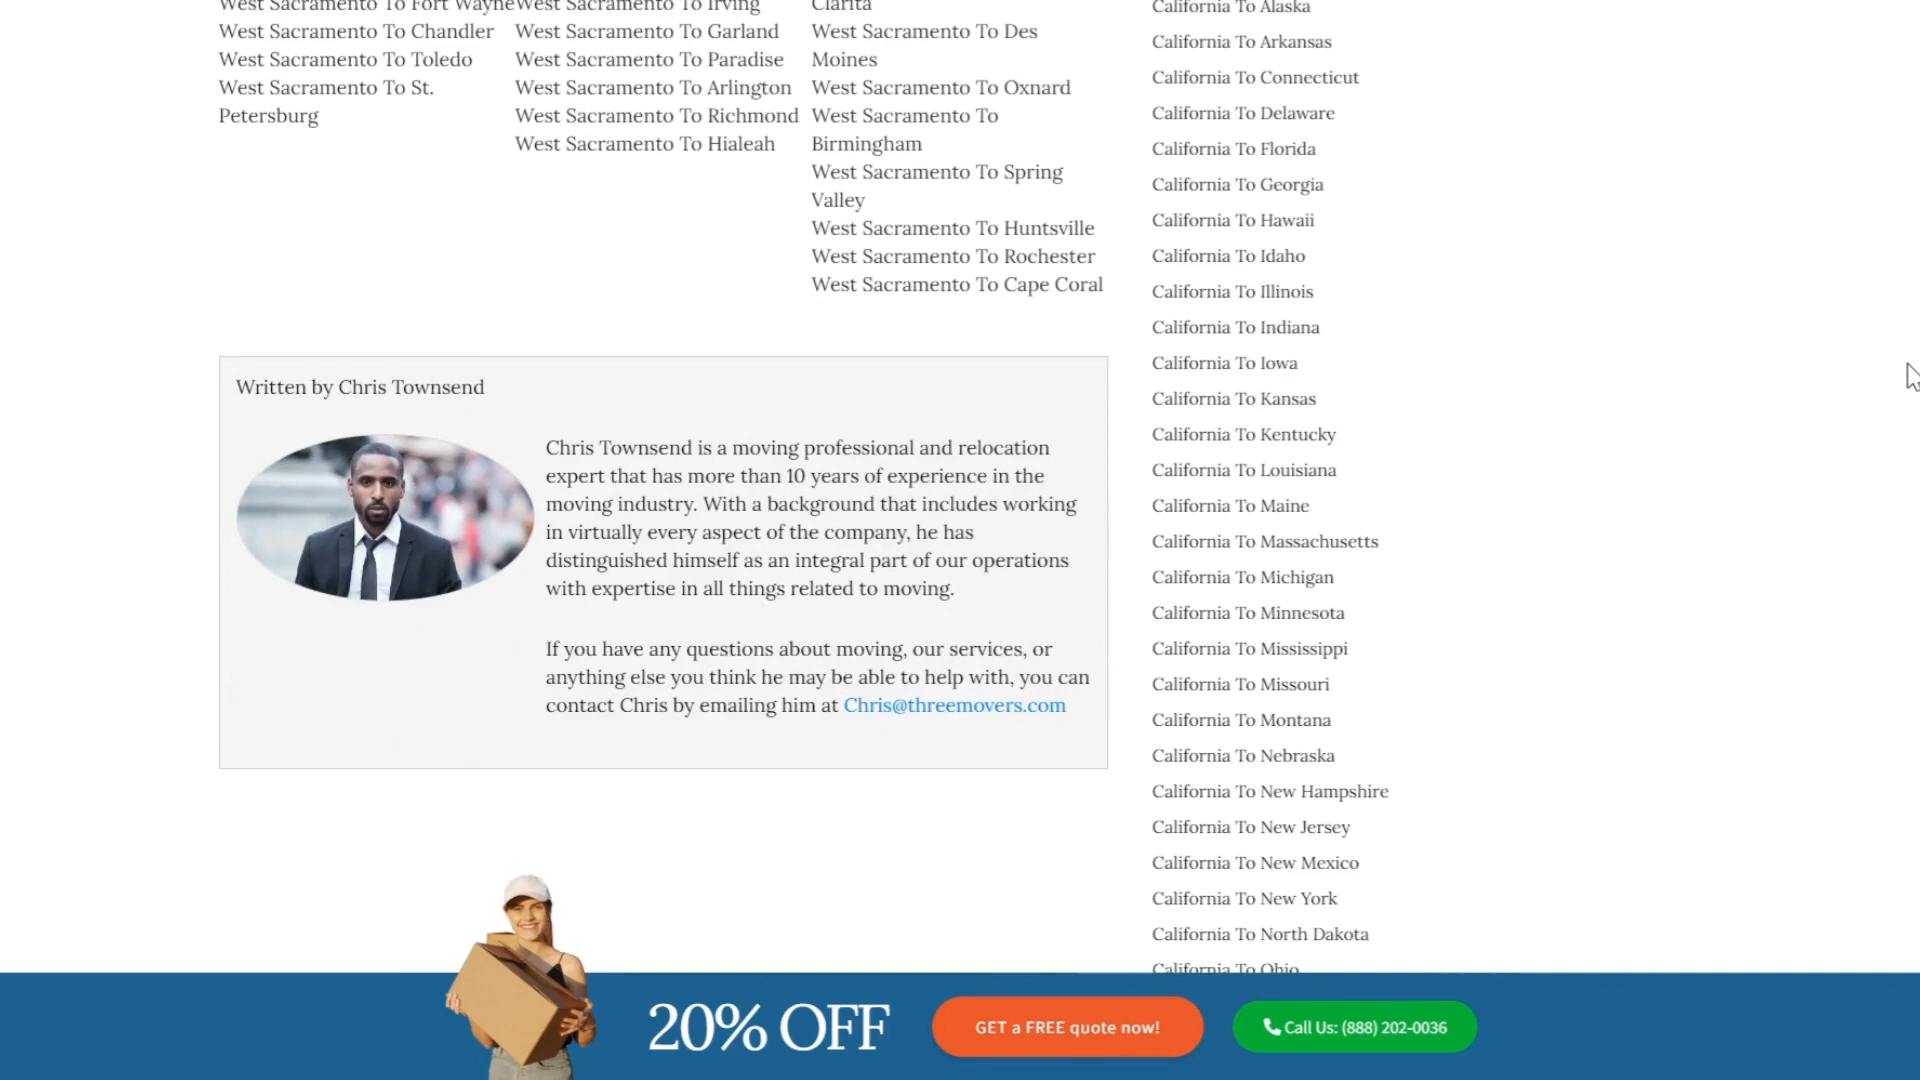 West Sacramento To Fort Wayne
West Sacramento To Chandler
West Sacramento To Toledo
West Sacramento To St.
Petersburg
West Sacramento To Irving
West Sacramento To Garland
West Sacramento To Paradise
West Sacramento To Arlington
West Sacramento To Richmond
West Sacramento To Hialeah
Clarita
West Sacramento To Des
Moines
West Sacramento To Oxnard
West Sacramento To
Birmingham
West Sacramento To Spring
Valley
West Sacramento To Huntsville
West Sacramento To Rochester
West Sacramento To Cape Coral
Written by Chris Townsend
Chris Townsend is a moving professional and relocation
expert that has more than 10 years of experience in the
moving industry. With a background that includes working
in virtually every aspect of the company, he has
distinguished himself as an integral part of our operations
with expertise in all things related to moving.
If you have any questions about moving, our services, or
anything else you think he may be able to help with, you can
contact Chris by emailing him at Chris@threemovers.com
California To Alaska
California To Arkansas
California To Connecticut
California To Delaware
California To Florida
California To Georgia
California To Hawaii
California To Idaho
California To Illinois
California To Indiana
California To Iowa
California To Kansas
California To Kentucky
California To Louisiana
California To Maine
California To Massachusetts
California To Michigan
California To Minnesota
California To Mississippi
California To Missouri
California To Montana
California To Nebraska
California To New Hampshire
California To New Jersey
California To New Mexico
California To New York
California To North Dakota
California To Ohio
20% OFF
GET a FREE quote now!
Call Us: (888) 202-0036